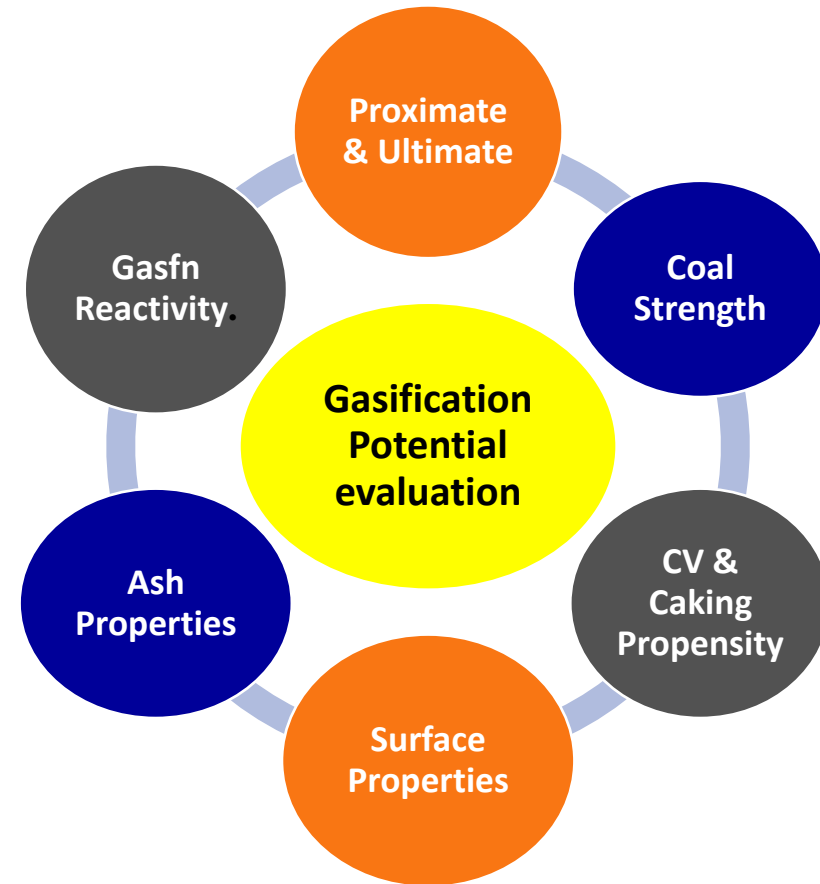 Proximate
& Ultimate
Coal
Strength
CV &
Caking
Propensity
Surface
Properties
Ash
Properties
Gasfn
Reactivity.
Gasification
Potential
evaluation